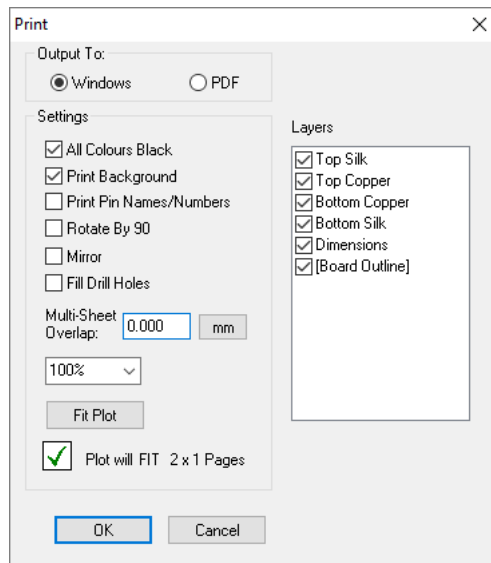 Print
Output To:
Windows
PDF
Settings
All Colours Black
Print Background
Print Pin Names/Numbers
Rotate By 90
Mirror
Fill Drill Holes
Multi-Sheet
Overlap:
0.000
mm
100%
Fit Plot
Plot will FIT 2 x 1 Pages
Layers
Top Silk
Top Copper
Bottom Copper
Bottom Silk
Dimensions
[Board Outline]
OK
Cancel